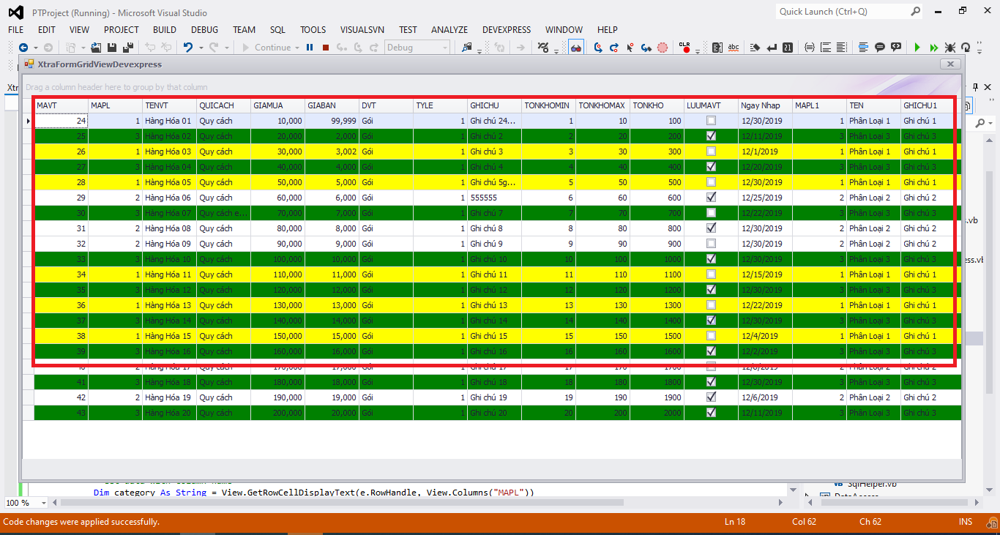 PTProject (Running) - Microsoft Visual Studio
Quick Launch (Ctrl+Q)
FILE EDIT VIEW PROJECT BUILD DEBUG TEAM SQL TOOLS VISUALSVN TEST ANALYZE DEVEXPRESS WINDOW HELP
Continue Debug CLR abc 21
XtraFormGridViewDevexpress
Drag a column header here to group by that column
MAVT MAPL TENVT QUICACH GIAMUA GIABAN DVT TYLE GHICHU TONKHOMIN TONKHOMAX TONKHO LUUMAVT Ngay Nhap MAPL1 TEN GHICHU1
24 1 Hàng Hóa 01 Quy cách 10,000 99,999 Gói 1 Ghi chú 24... 1 10 100 12/30/2019 1 Phân Loại 1 Ghi chú 1
25 3 Hàng Hóa 02 Quy cách 20,000 2,000 Gói 1 Ghi chú 2 2 20 200 12/11/2019 3 Phân Loại 3 Ghi chú 3
26 1 Hàng Hóa 03 Quy cách 30,000 3,002 Gói 1 Ghi chú 3 3 30 300 12/1/2019 1 Phân Loại 1 Ghi chú 1
27 3 Hàng Hóa 04 Quy cách 40,000 4,000 Gói 1 Ghi chú 4 4 40 400 12/20/2019 3 Phân Loại 3 Ghi chú 3
28 1 Hàng Hóa 05 Quy cách 50,000 5,000 Gói 1 Ghi chú 5g... 5 50 500 12/30/2019 1 Phân Loại 1 Ghi chú 1
29 2 Hàng Hóa 06 Quy cách 60,000 6,000 Gói 1 555555 6 60 600 12/25/2019 2 Phân Loại 2 Ghi chú 2
30 3 Hàng Hóa 07 Quy cách e... 70,000 7,000 Gói 1 Ghi chú 7 7 70 700 12/22/2019 3 Phân Loại 3 Ghi chú 3
31 2 Hàng Hóa 08 Quy cách 80,000 8,000 Gói 1 Ghi chú 8 8 80 800 12/30/2019 2 Phân Loại 2 Ghi chú 2
32 2 Hàng Hóa 09 Quy cách 90,000 9,000 Gói 1 Ghi chú 9 9 90 900 12/30/2019 2 Phân Loại 2 Ghi chú 2
33 3 Hàng Hóa 10 Quy cách 100,000 10,000 Gói 1 Ghi chú 10 10 100 1000 12/30/2019 3 Phân Loại 3 Ghi chú 3
34 1 Hàng Hóa 11 Quy cách 110,000 11,000 Gói 1 Ghi chú 11 11 110 1100 12/15/2019 1 Phân Loại 1 Ghi chú 1
35 3 Hàng Hóa 12 Quy cách 120,000 12,000 Gói 1 Ghi chú 12 12 120 1200 12/30/2019 3 Phân Loại 3 Ghi chú 3
36 1 Hàng Hóa 13 Quy cách 130,000 13,000 Gói 1 Ghi chú 13 13 130 1300 12/22/2019 1 Phân Loại 1 Ghi chú 1
37 3 Hàng Hóa 14 Quy cách 140,000 14,000 Gói 1 Ghi chú 14 14 140 1400 12/30/2019 3 Phân Loại 3 Ghi chú 3
38 1 Hàng Hóa 15 Quy cách 150,000 15,000 Gói 1 Ghi chú 15 15 150 1500 12/4/2019 1 Phân Loại 1 Ghi chú 1
39 3 Hàng Hóa 16 Quy cách 160,000 16,000 Gói 1 Ghi chú 16 16 160 1600 12/2/2019 3 Phân Loại 3 Ghi chú 3
41 3 Hàng Hóa 18 Quy cách 180,000 18,000 Gói 1 Ghi chú 18 18 180 1800 12/30/2019 3 Phân Loại 3 Ghi chú 3
42 2 Hàng Hóa 19 Quy cách 190,000 19,000 Gói 1 Ghi chú 19 19 190 1900 12/6/2019 2 Phân Loại 2 Ghi chú 2
43 3 Hàng Hóa 20 Quy cách 200,000 20,000 Gói 1 Ghi chú 20 20 200 2000 12/11/2019 3 Phân Loại 3 Ghi chú 3
Xtr
s.vb
ess.vb
SqlHelper.vb
Dim category As String = View.GetRowCellDisplayText(e.RowHandle, View.Columns("MAPL"))
100 %
Code changes were applied successfully. Ln 18 Col 62 Ch 62 INS